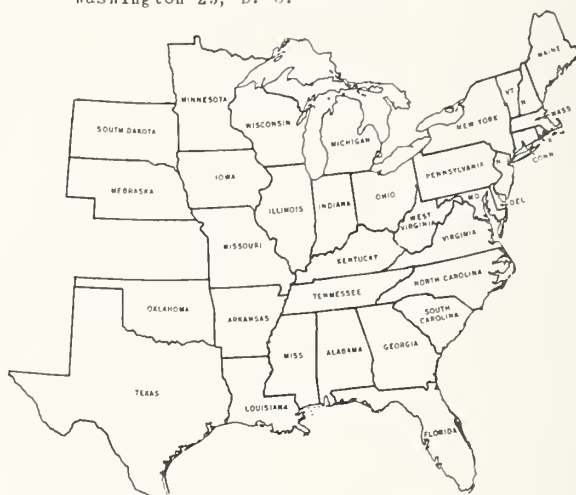 Washington 25, D. C.
MAINE
MINNESOTA
VT
N
WISCONSIN
MASS
SOUTH DAKOTA
MICHIGAN
NEW YORK
CONN
IOWA
PENNSYLVANIA
N
NEBRASKA
OHIO
MD
DEL
ILLINOIS
INDIANA
WEST
VIRGINIA
VIRGINIA
MISSOURI
KENTUCKY
NORTH CAROLINA
TENNESSEE
OKLAHOMA
ARKANSAS
SOUTH
CAROLINA
MISS
ALABAMA
GEORGIA
TEXAS
LOUISIANA
FLORIDA